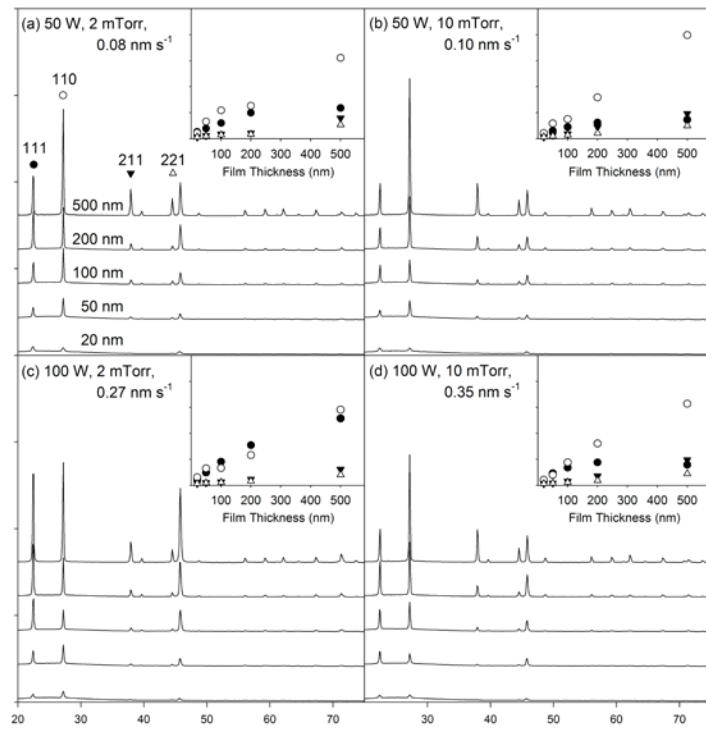 (a) 50 W, 2 mTorr,
0.08 nm s⁻¹
110
111
211
221
500 nm
200 nm
100 nm
50 nm
20 nm
0 100 200 300 400 500
Film Thickness (nm)
(b) 50 W, 10 mTorr,
0.10 nm s⁻¹
0 100 200 300 400 500
Film Thickness (nm)
(c) 100 W, 2 mTorr,
0.27 nm s⁻¹
0 100 200 300 400 500
Film Thickness (nm)
(d) 100 W, 10 mTorr,
0.35 nm s⁻¹
0 100 200 300 400 500
Film Thickness (nm)
20 30 40 50 60 70
30 40 50 60 70